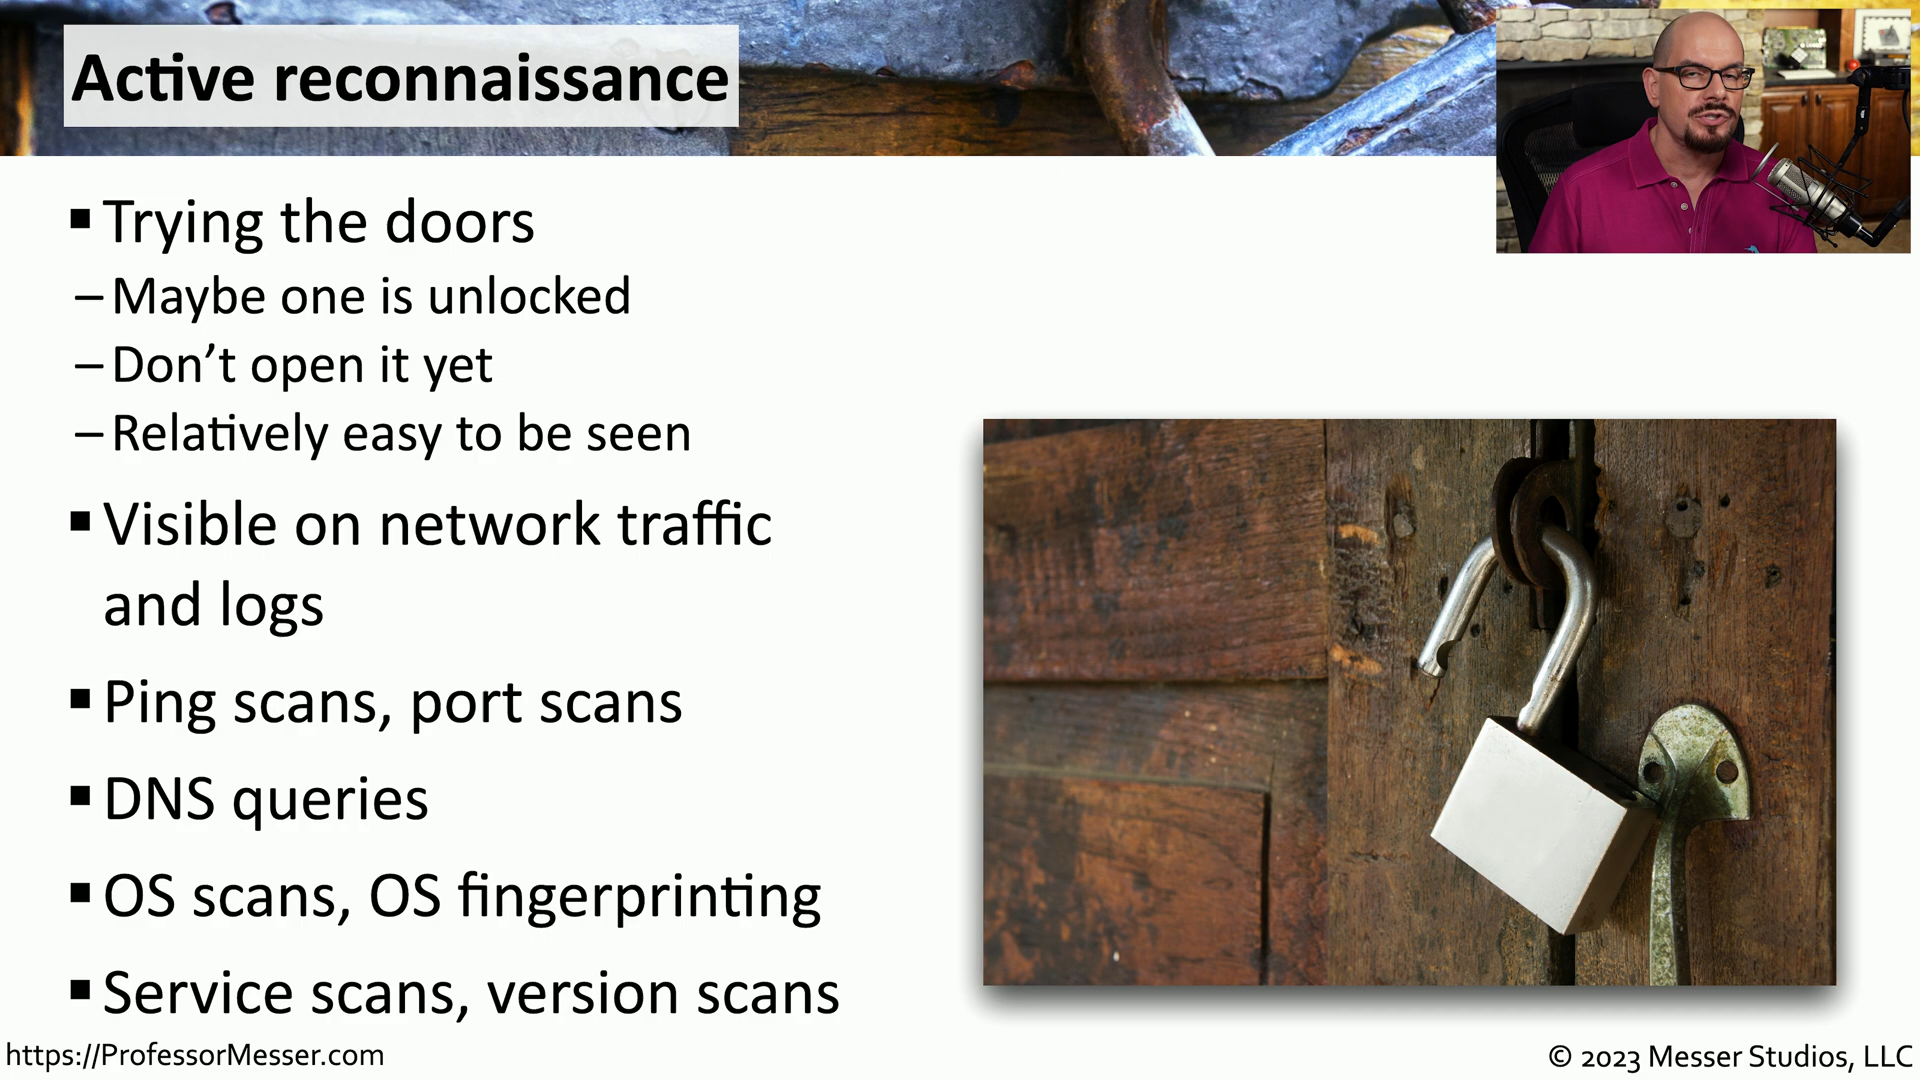 Active reconnaissance
▪ Trying the doors
– Maybe one is unlocked
– Don’t open it yet
– Relatively easy to be seen
▪ Visible on network traffic
and logs
▪ Ping scans, port scans
▪ DNS queries
▪ OS scans, OS fingerprinting
▪ Service scans, version scans
https://ProfessorMesser.com
© 2023 Messer Studios, LLC